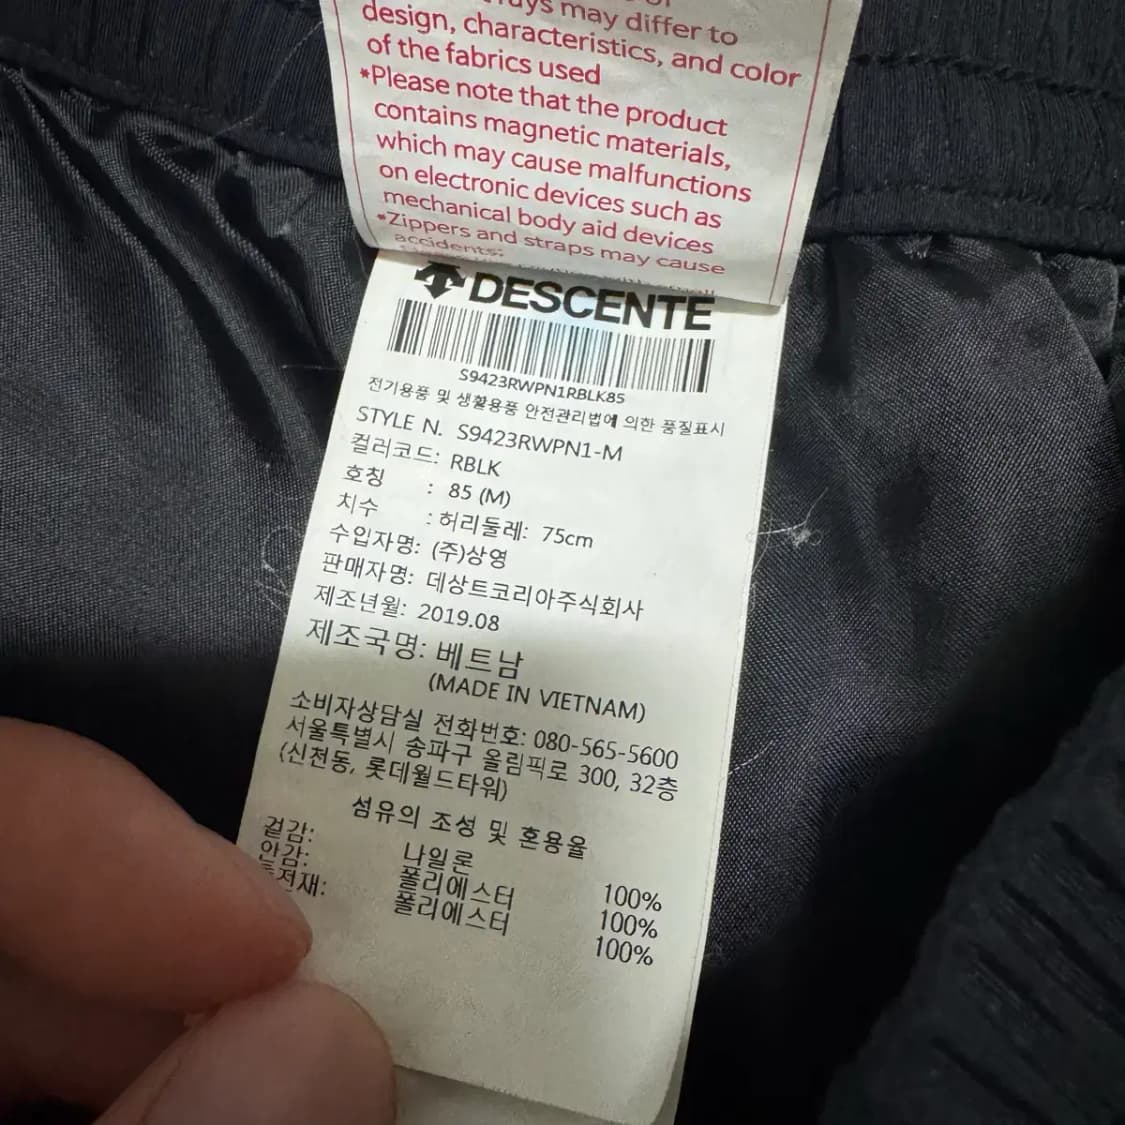 may differ to
design, characteristics, and color
of the fabrics used
*Please note that the product
contains magnetic materials,
which may cause malfunctions
on electronic devices such as
mechanical body aid devices
*Zippers and straps may cause
accidents:
DESCENTE
S9423RWPN1RBLK85
전기용품 및 생활용품 안전관리법에 의한 품질표시
STYLE N. S9423RWPN1-M
컬러코드: RBLK
호칭 : 85 (M)
치수 : 허리둘레: 75cm
수입자명: (주)상영
판매자명: 데상트코리아주식회사
제조년월: 2019.08
제조국명: 베트남
(MADE IN VIETNAM)
소비자상담실 전화번호: 080-565-5600
서울특별시 송파구 올림픽로 300, 32층
(신천동, 롯데월드타워)
섬유의 조성 및 혼용율
겉감: 나일론 100%
안감: 폴리에스터 100%
폴리에스터 100%